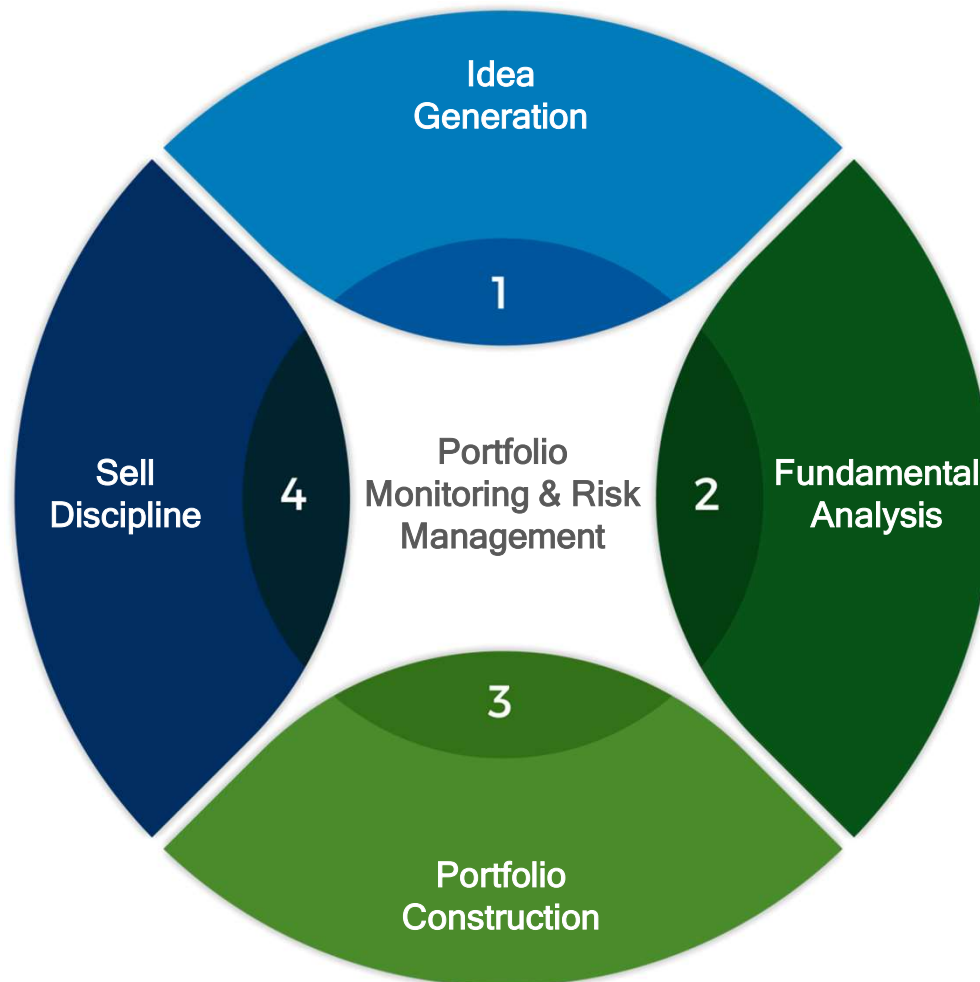 Idea
Generation
1
Fundamental
Analysis
2
Portfolio
Construction
3
Sell
Discipline
4
Portfolio
Monitoring & Risk
Management